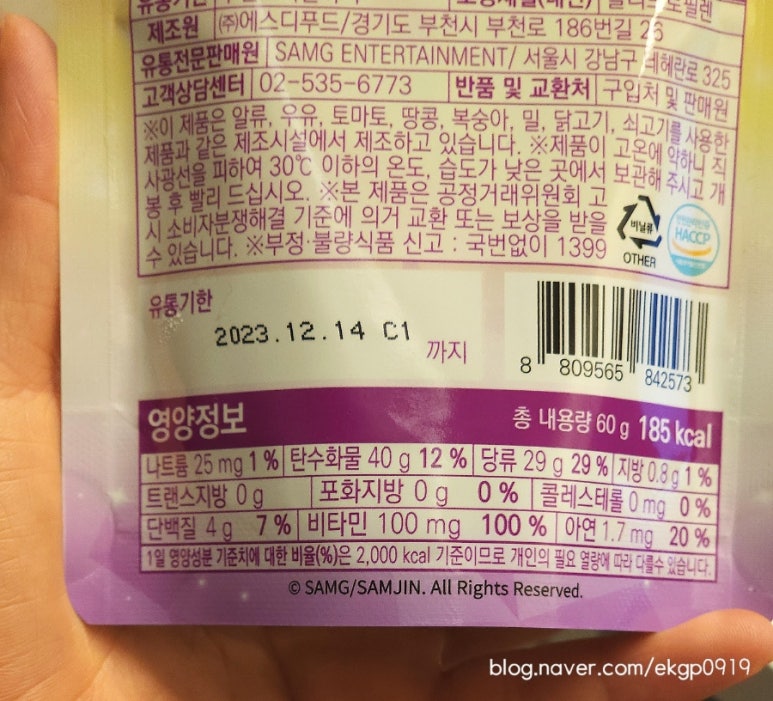 제조원 ㈜에스디푸드/경기도 부천시 부천로 186번길 26
유통전문판매원 SAMG ENTERTAINMENT/ 서울시 강남구 테헤란로 325
고객상담센터 02-535-6773 반품 및 교환처 구입처 및 판매원
※이 제품은 알류, 우유, 토마토, 땅콩, 복숭아, 밀, 닭고기, 쇠고기를 사용한
제품과 같은 제조시설에서 제조하고 있습니다. ※제품이 고온에 약하니 직
사광선을 피하여 30℃ 이하의 온도, 습도가 낮은 곳에서 보관해 주시고 개
봉 후 빨리 드십시오. ※본 제품은 공정거래위원회 고
시 소비자분쟁해결 기준에 의거 교환 또는 보상을 받을
수 있습니다. ※부정·불량식품 신고 : 국번없이 1399
비닐류
OTHER
HACCP
유통기한
2023.12.14 C1
까지
8 809565 842573
영양정보 총 내용량 60 g 185 kcal
나트륨 25 mg 1 % 탄수화물 40 g 12 % 당류 29 g 29 % 지방 0.8 g 1 %
트랜스지방 0 g 포화지방 0 g 0 % 콜레스테롤 0 mg 0 %
단백질 4 g 7 % 비타민 100 mg 100 % 아연 1.7 mg 20 %
1일 영양성분 기준치에 대한 비율(%)은 2,000 kcal 기준이므로 개인의 필요 열량에 따라 다를수 있습니다.
© SAMG/SAMJIN. All Rights Reserved.
blog.naver.com/ekgp0919